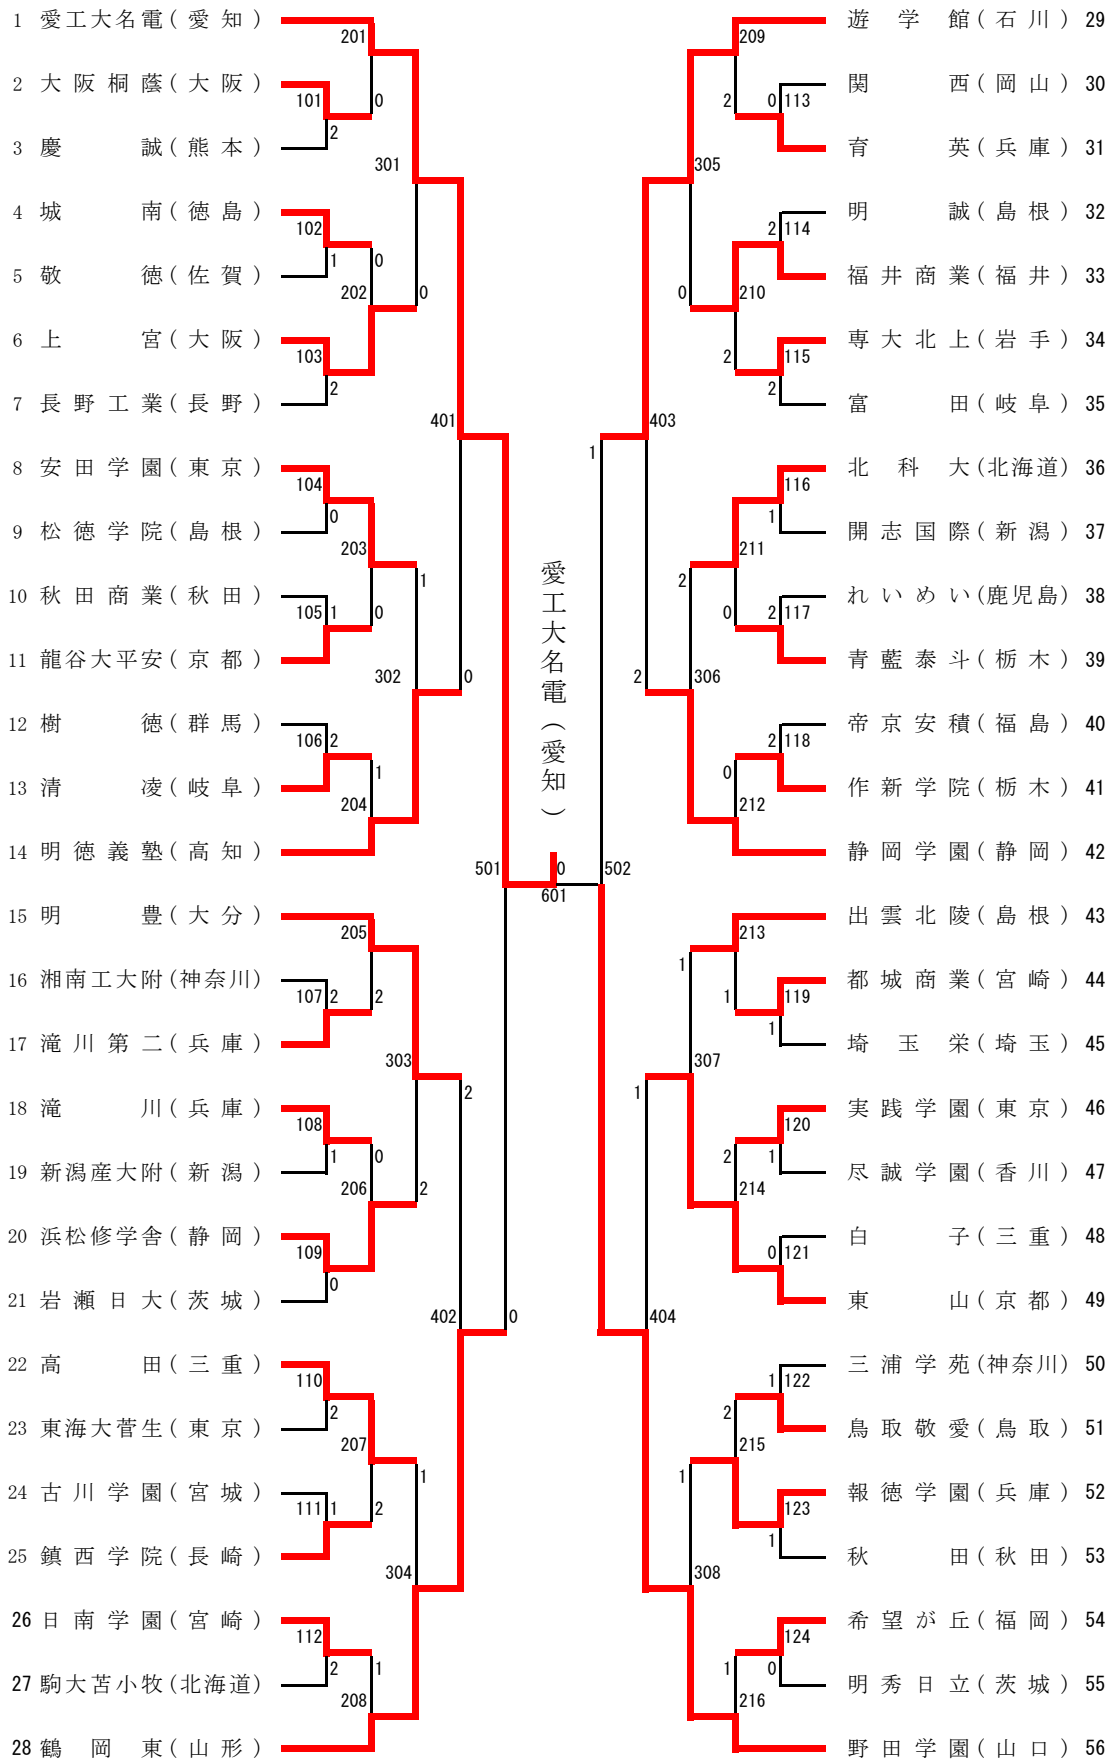 1 愛工大名電(愛知)
2 大阪桐蔭(大阪)
3 慶誠(熊本)
4 城南(徳島)
5 敬徳(佐賀)
6 上宮(大阪)
7 長野工業(長野)
8 安田学園(東京)
9 松徳学院(島根)
10 秋田商業(秋田)
11 龍谷大平安(京都)
12 樹徳(群馬)
13 清凌(岐阜)
14 明徳義塾(高知)
15 明豊(大分)
16 湘南工大附(神奈川)
17 滝川第二(兵庫)
18 滝川(兵庫)
19 新潟産大附(新潟)
20 浜松修学舎(静岡)
21 岩瀬日大(茨城)
22 高田(三重)
23 東海大菅生(東京)
24 古川学園(宮城)
25 鎮西学院(長崎)
26 日南学園(宮崎)
27 駒大苫小牧(北海道)
28 鶴岡東(山形)
201
101
0
2
301
102
1
0
202
0
103
2
401
104
0
203
1
105
1
0
302
0
106
2
1
204
501
205
107
2
2
303
2
108
1
0
206
2
109
0
402
0
110
2
207
1
111
1
2
304
112
2
1
208
愛工大名電(愛知)
0
601
502
209
2
0
113
305
2
114
0
210
2
115
2
1
403
116
1
211
2
0
2
117
2
306
2
118
0
212
213
1
1
119
1
307
1
120
2
1
214
0
121
404
1
122
2
215
1
123
1
308
124
1
0
216
遊学館(石川) 29
関西(岡山) 30
育英(兵庫) 31
明誠(島根) 32
福井商業(福井) 33
専大北上(岩手) 34
富田(岐阜) 35
北科大(北海道) 36
開志国際(新潟) 37
れいめい(鹿児島) 38
青藍泰斗(栃木) 39
帝京安積(福島) 40
作新学院(栃木) 41
静岡学園(静岡) 42
出雲北陵(島根) 43
都城商業(宮崎) 44
埼玉栄(埼玉) 45
実践学園(東京) 46
尽誠学園(香川) 47
白子(三重) 48
東山(京都) 49
三浦学苑(神奈川) 50
鳥取敬愛(鳥取) 51
報徳学園(兵庫) 52
秋田(秋田) 53
希望が丘(福岡) 54
明秀日立(茨城) 55
野田学園(山口) 56